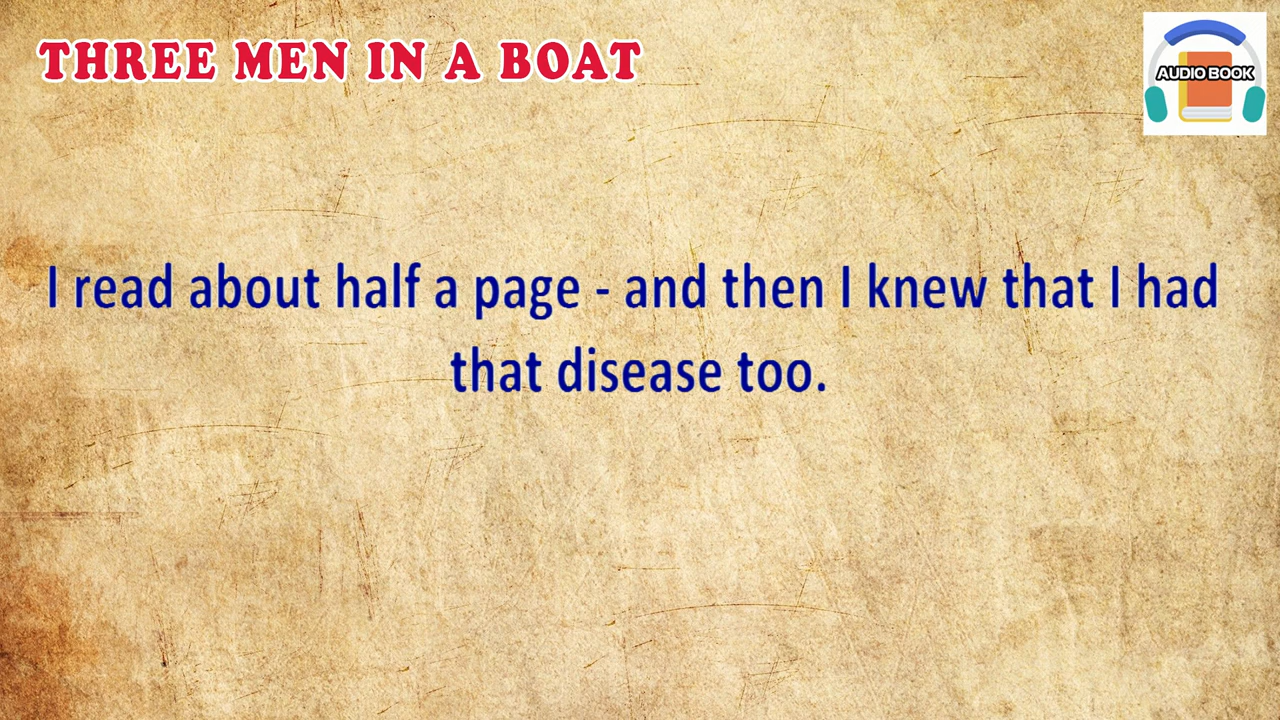 THREE MEN IN A BOAT
AUDIO BOOK
I read about half a page - and then I knew that I had
that disease too.